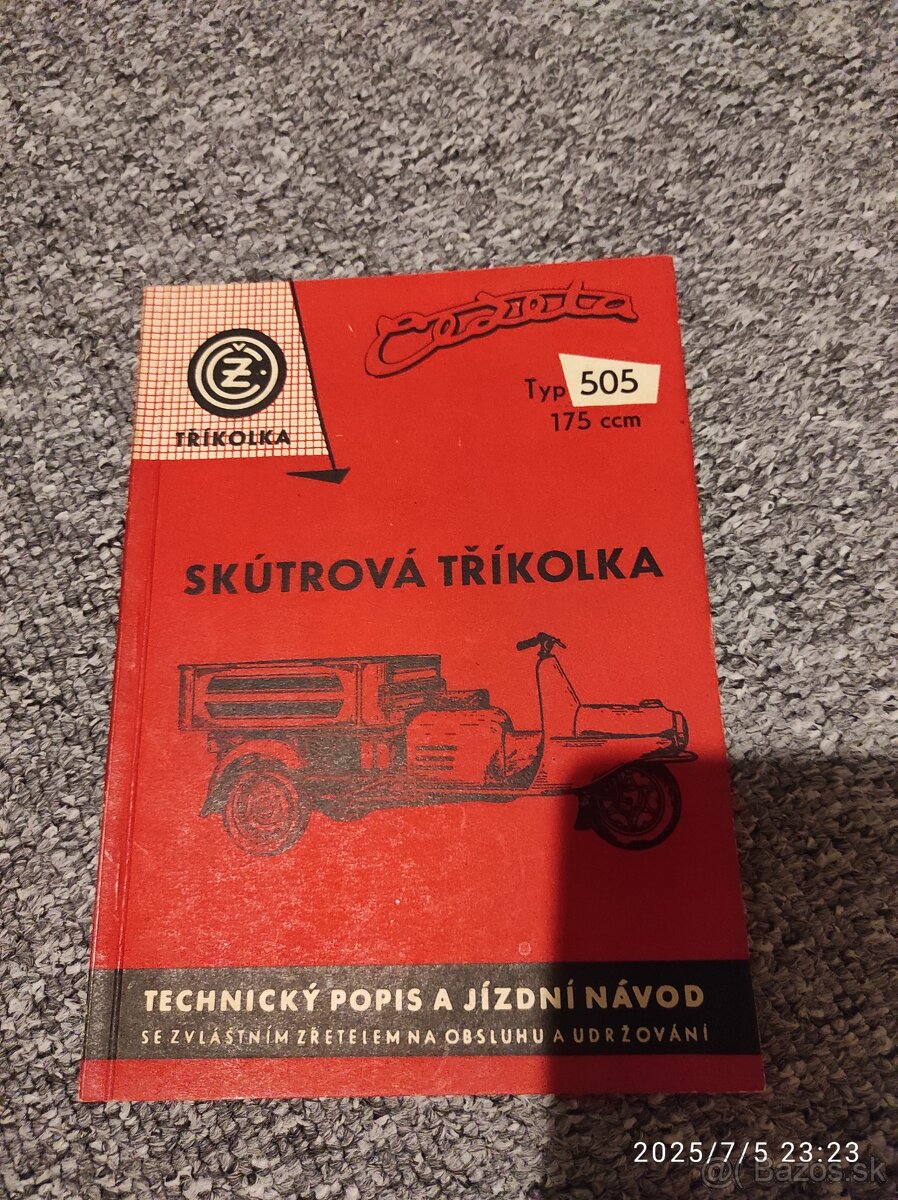 Čezeta
ČZ
TŘÍKOLKA
Typ 505
175 ccm
SKÚTROVÁ TŘÍKOLKA
TECHNICKÝ POPIS A JÍZDNÍ NÁVOD
SE ZVLÁŠTNÍM ZŘETELEM NA OBSLUHU A UDRŽOVÁNÍ
2025/7/5 23:23
@ Bazos.sk